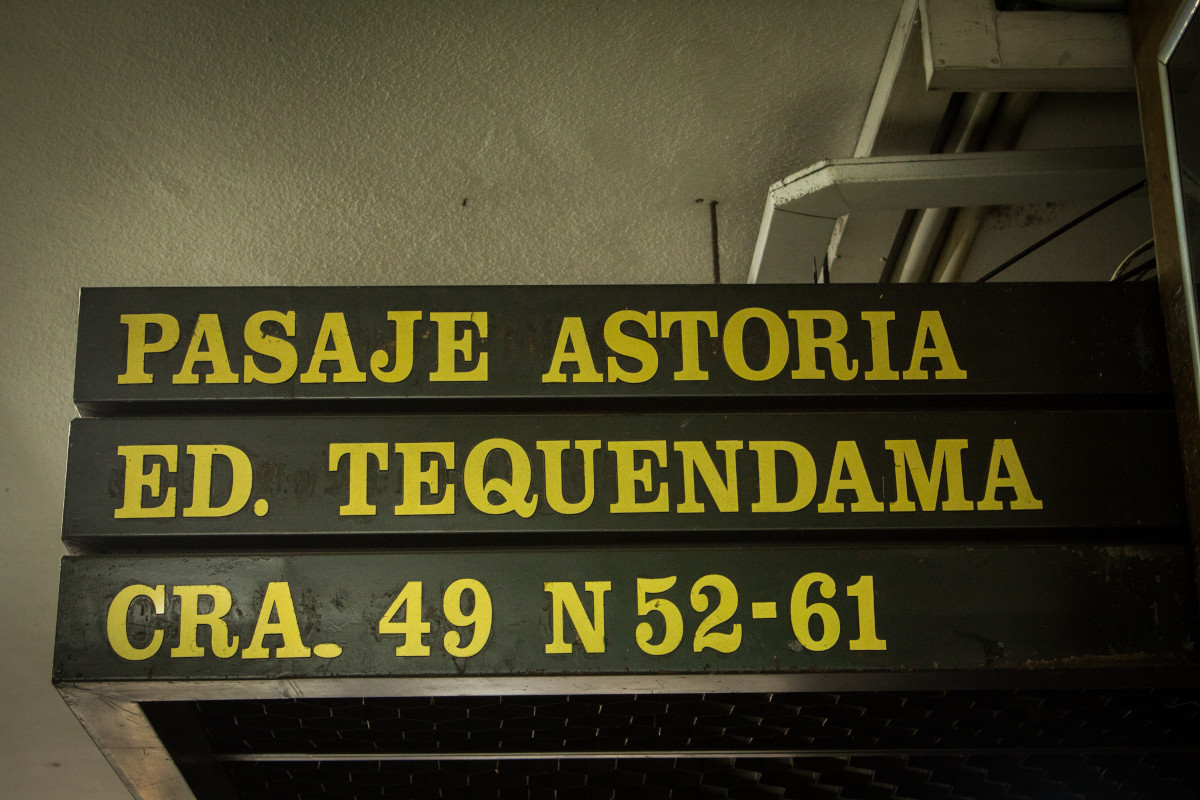 PASAJE ASTORIA
ED. TEQUENDAMA
CRA. 49 N 52-61